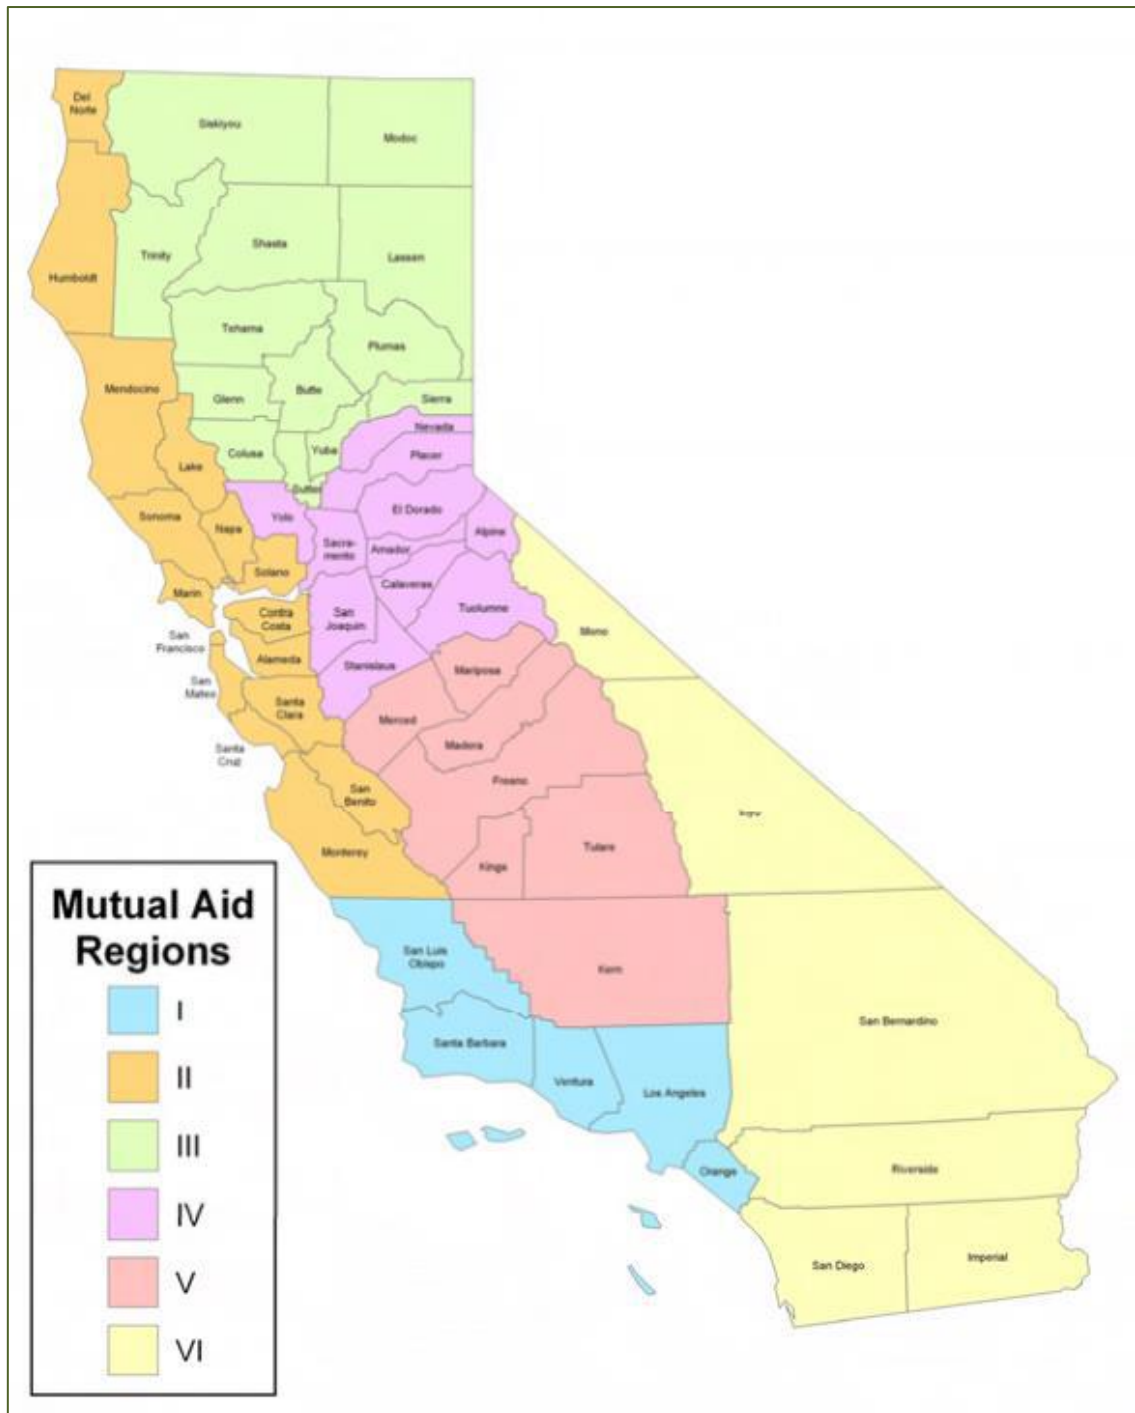 Del
Norte
Siskiyou
Modoc
Humboldt
Trinity
Shasta
Lassen
Tehama
Plumas
Mendocino
Glenn
Butte
Sierra
Nevada
Lake
Colusa
Yuba
Placer
Sutter
Sonoma
Napa
Yolo
El Dorado
Sacra-
mento
Amador
Alpine
Solano
Calaveras
Marin
Contra
Costa
San
Joaquin
Tuolumne
Mono
San
Francisco
Alameda
Stanislaus
Mariposa
San
Mateo
Santa
Clara
Merced
Madera
Santa
Cruz
San
Benito
Fresno
Monterey
Kings
Tulare
San Luis
Obispo
Kern
San Bernardino
Santa Barbara
Ventura
Los Angeles
Orange
Riverside
San Diego
Imperial
Mutual Aid
Regions
I
II
III
IV
V
VI